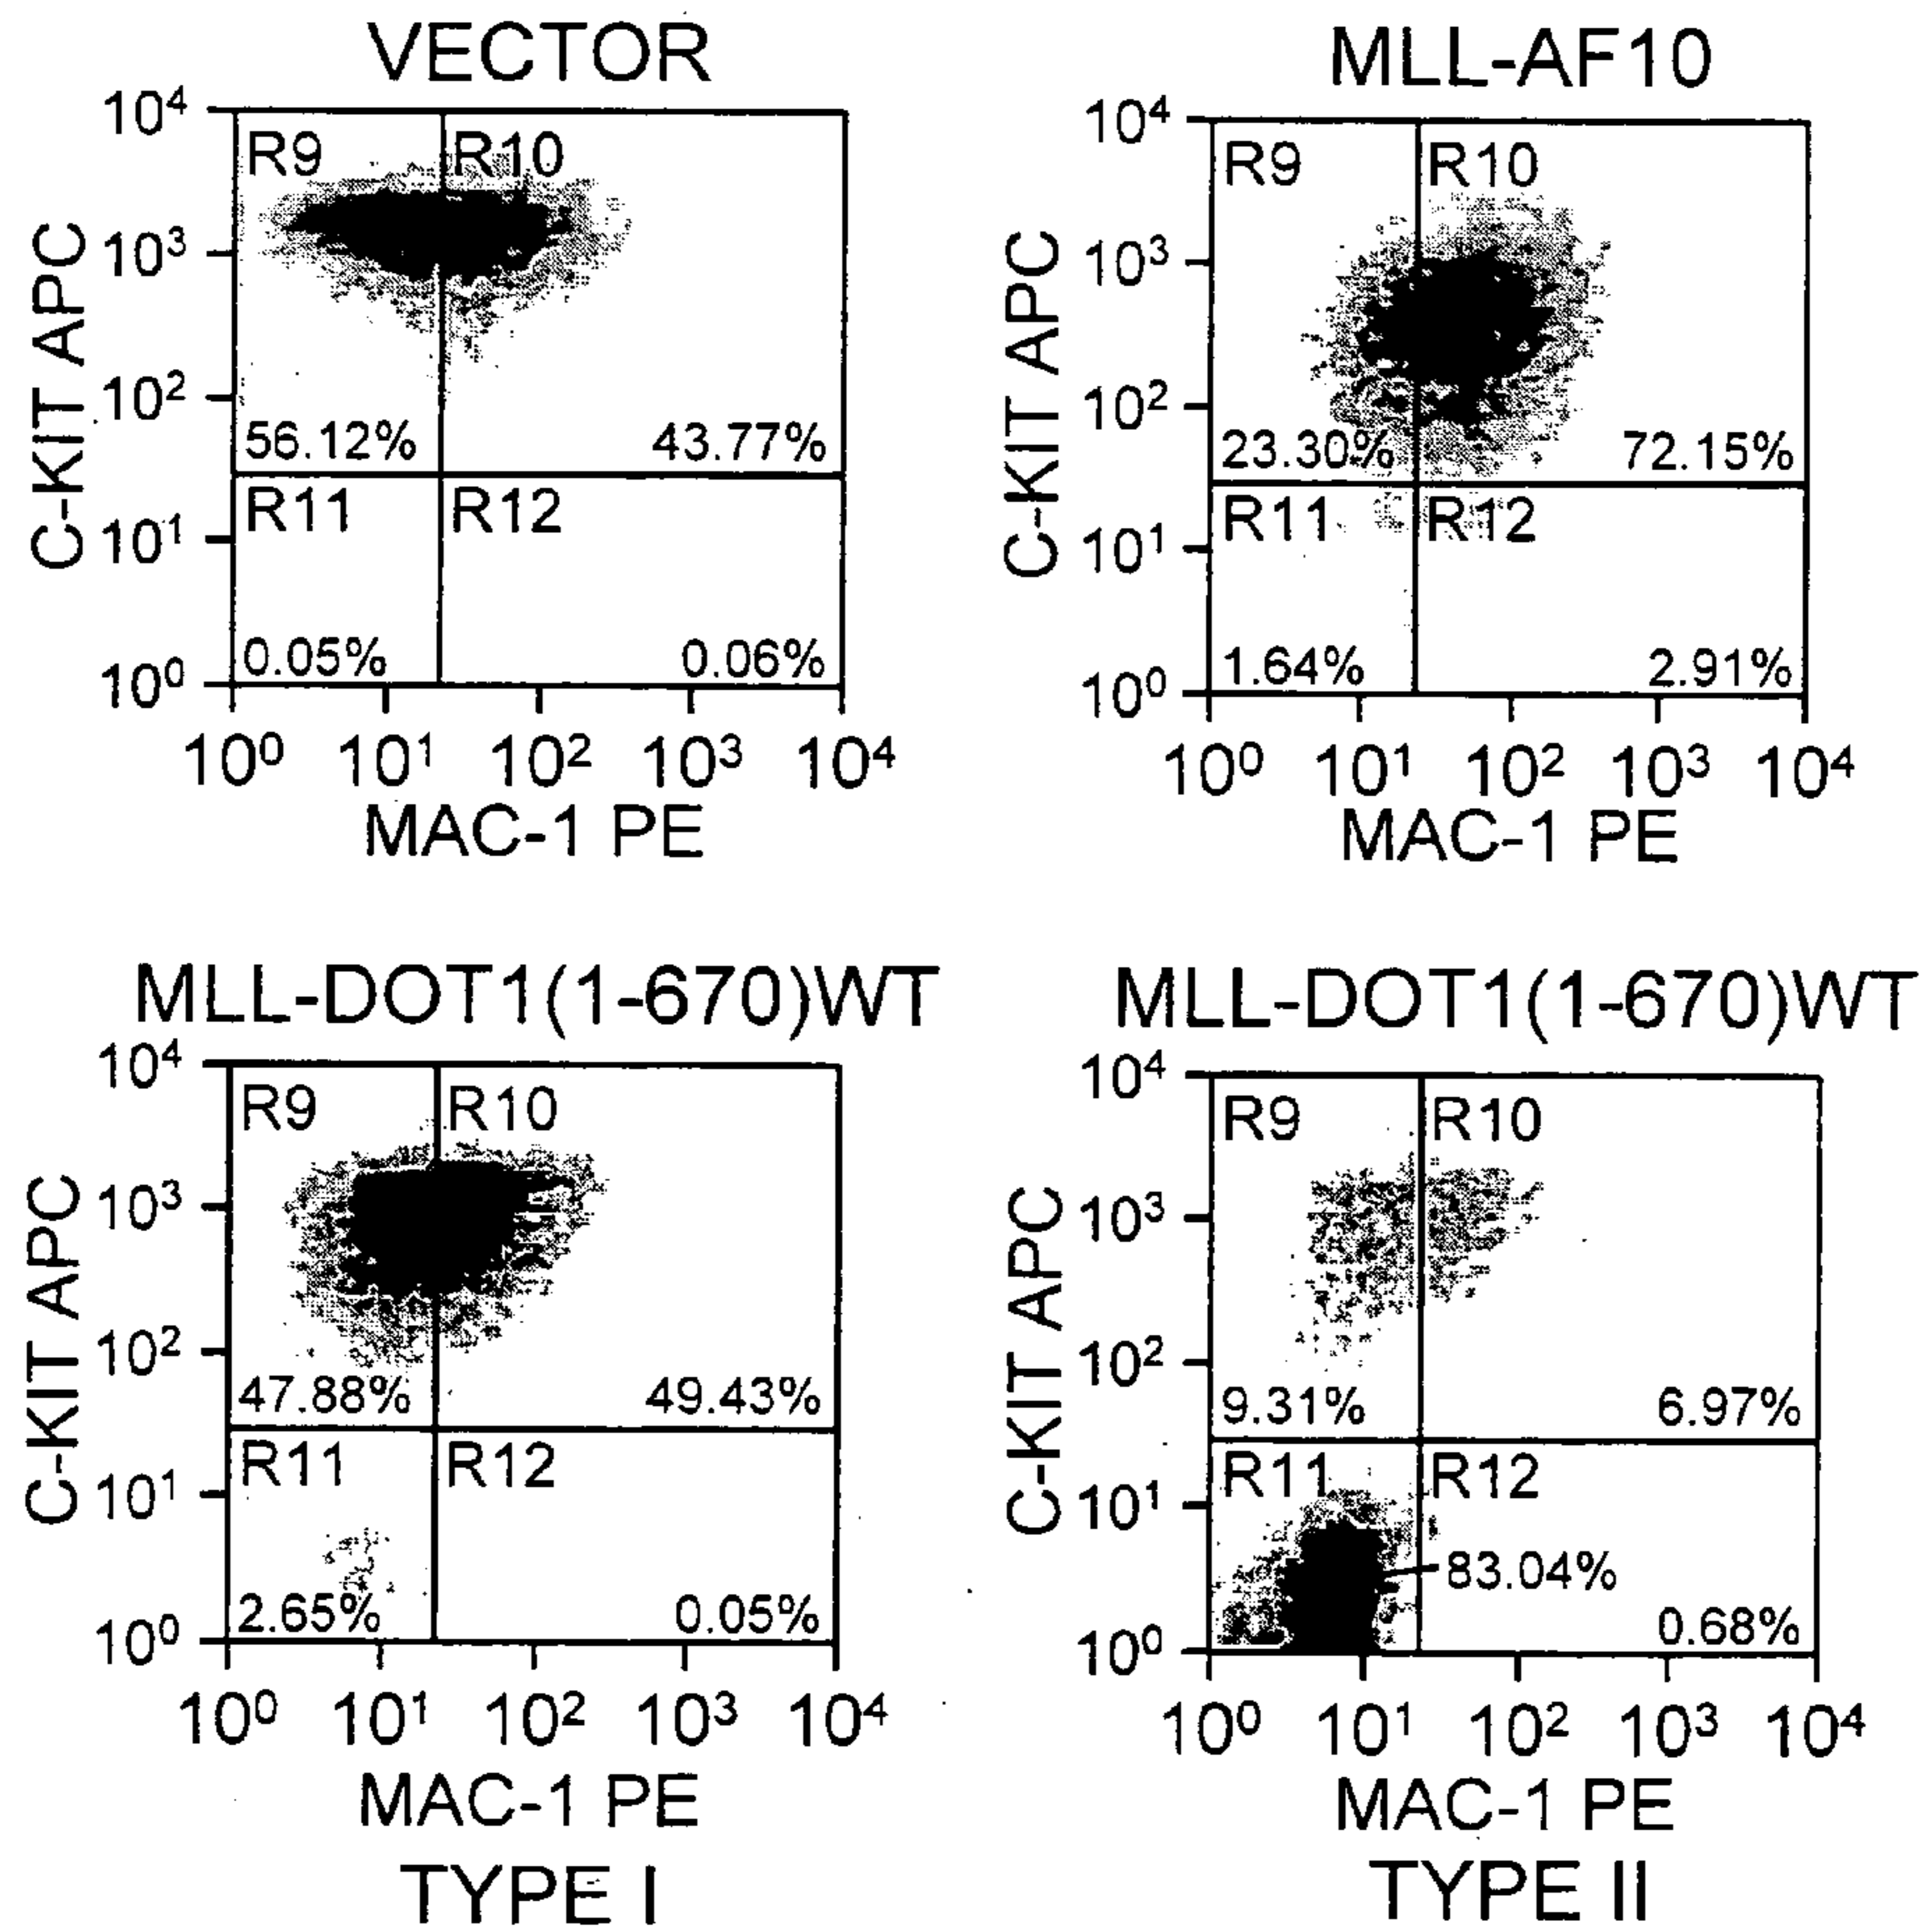 VECTOR
10⁴
R9 R10
10³
10²
56.12% 43.77%
R11 R12
10¹
0.05% 0.06%
10⁰
C-KIT APC
10⁰ 10¹ 10² 10³ 10⁴
MAC-1 PE
MLL-AF10
10⁴
R9 R10
10³
10²
23.30% 72.15%
R11 R12
10¹
1.64% 2.91%
10⁰
C-KIT APC
10⁰ 10¹ 10² 10³ 10⁴
MAC-1 PE
MLL-DOT1(1-670)WT
10⁴
R9 R10
10³
10²
47.88% 49.43%
R11 R12
10¹
2.65% 0.05%
10⁰
C-KIT APC
10⁰ 10¹ 10² 10³ 10⁴
MAC-1 PE
TYPE I
MLL-DOT1(1-670)WT
10⁴
R9 R10
10³
10²
9.31% 6.97%
R11 R12
10¹
83.04%
0.68%
10⁰
C-KIT APC
10⁰ 10¹ 10² 10³ 10⁴
MAC-1 PE
TYPE II